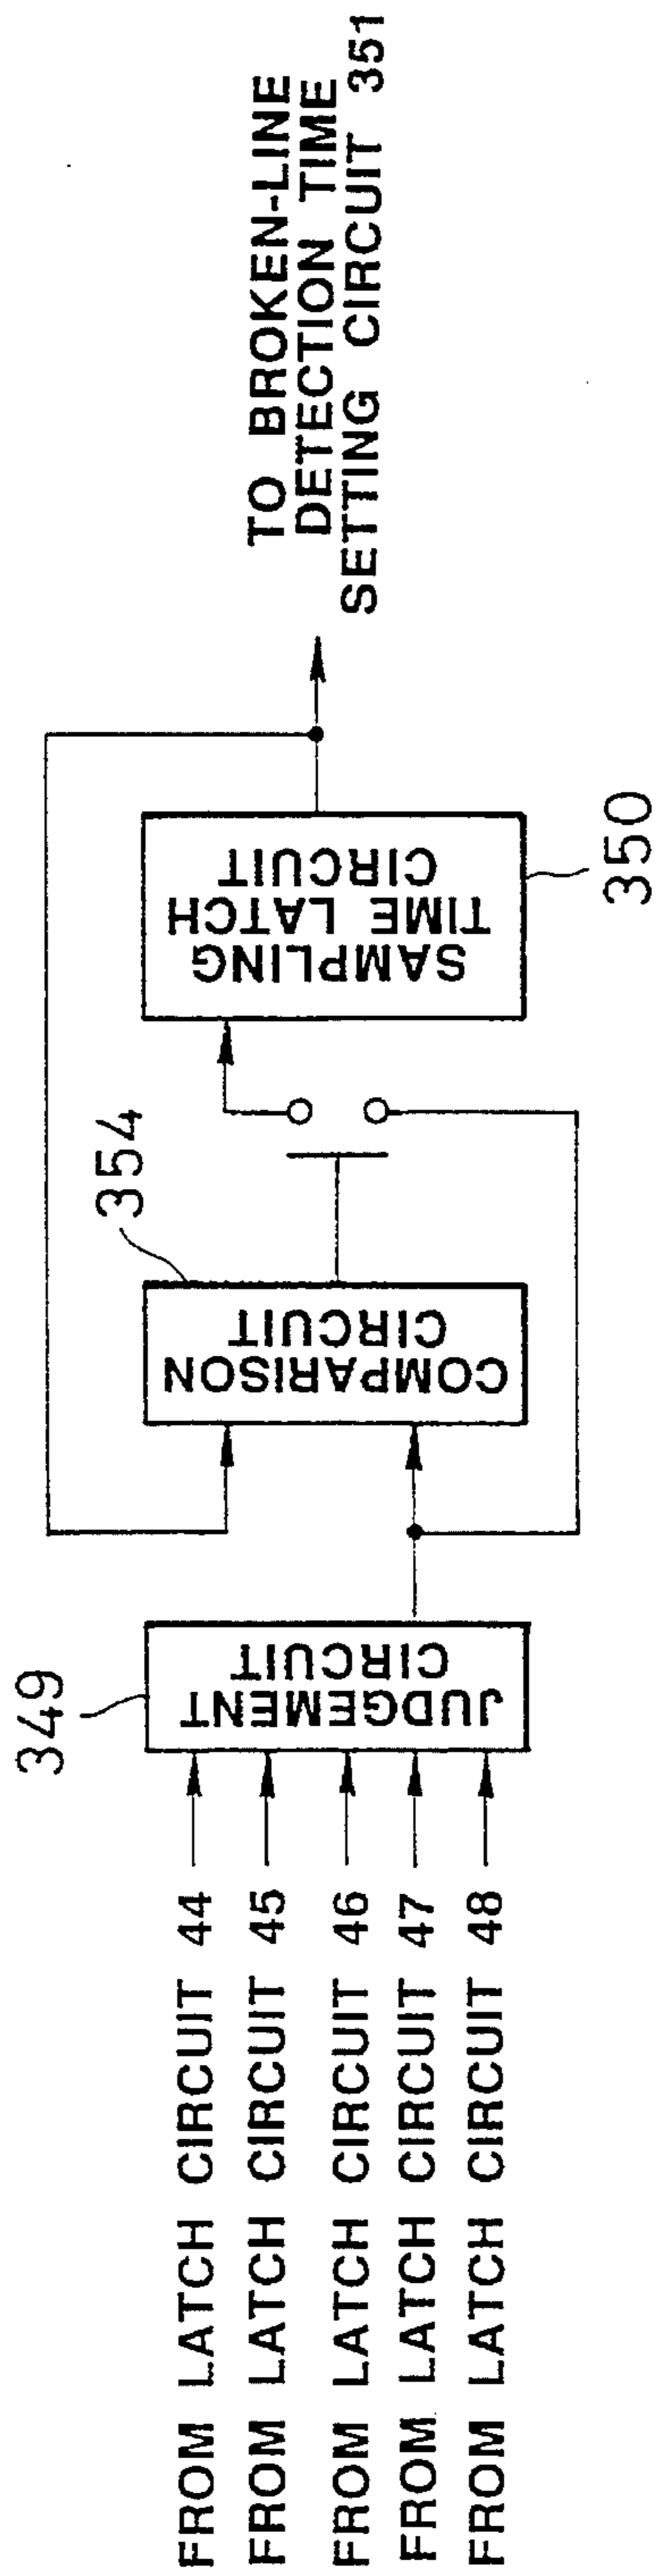 FROM LATCH CIRCUIT 44
FROM LATCH CIRCUIT 45
FROM LATCH CIRCUIT 46
FROM LATCH CIRCUIT 47
FROM LATCH CIRCUIT 48
349
JUDGEMENT
CIRCUIT
354
COMPARISON
CIRCUIT
SAMPLING
TIME LATCH
CIRCUIT
350
TO BROKEN-LINE
DETECTION TIME
SETTING CIRCUIT 351